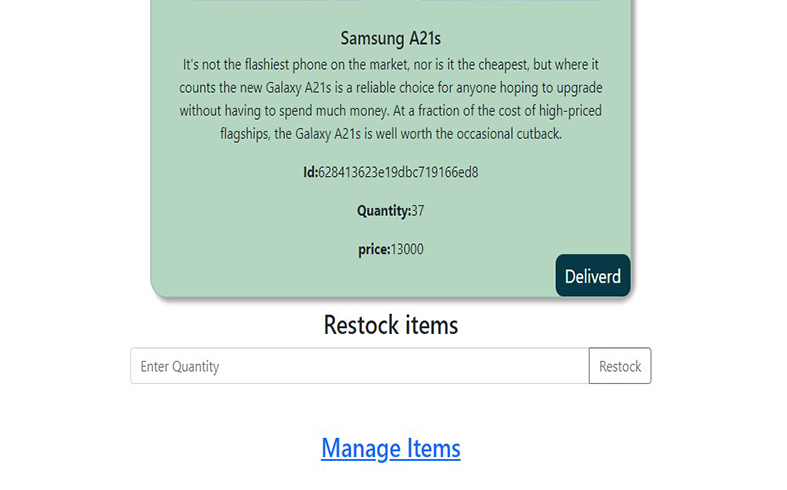 Samsung A21s
It's not the flashiest phone on the market, nor is it the cheapest, but where it
counts the new Galaxy A21s is a reliable choice for anyone hoping to upgrade
without having to spend much money. At a fraction of the cost of high-priced
flagships, the Galaxy A21s is well worth the occasional cutback.
Id:628413623e19dbc719166ed8
Quantity:37
price:13000
Deliverd
Restock items
Enter Quantity Restock
Manage Items